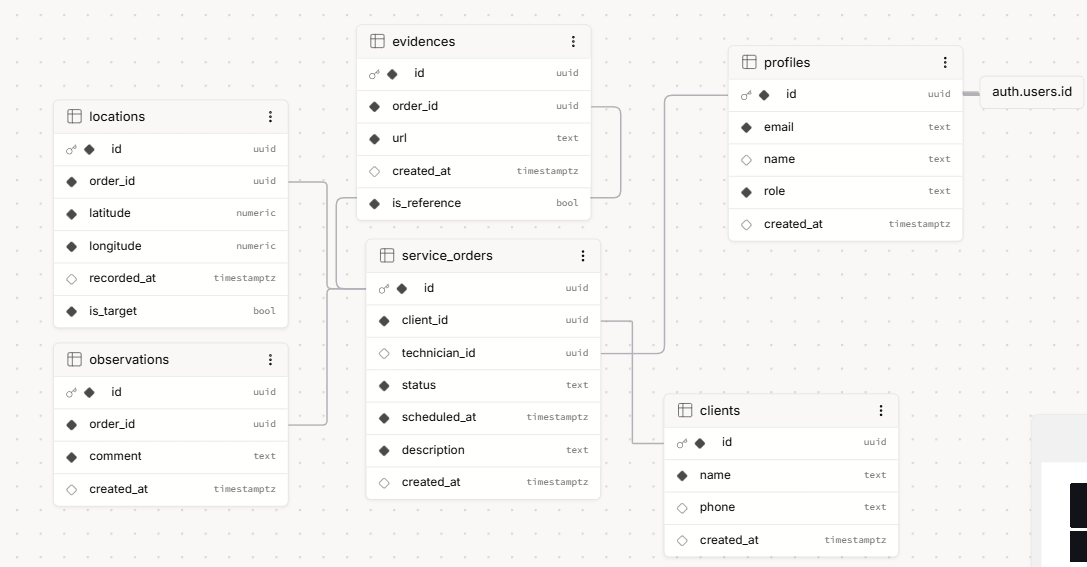 evidences
id uuid
order_id uuid
url text
created_at timestamptz
is_reference bool
profiles
id uuid
email text
name text
role text
created_at timestamptz
auth.users.id
locations
id uuid
order_id uuid
latitude numeric
longitude numeric
recorded_at timestamptz
is_target bool
service_orders
id uuid
client_id uuid
technician_id uuid
status text
scheduled_at timestamptz
description text
created_at timestamptz
observations
id uuid
order_id uuid
comment text
created_at timestamptz
clients
id uuid
name text
phone text
created_at timestamptz